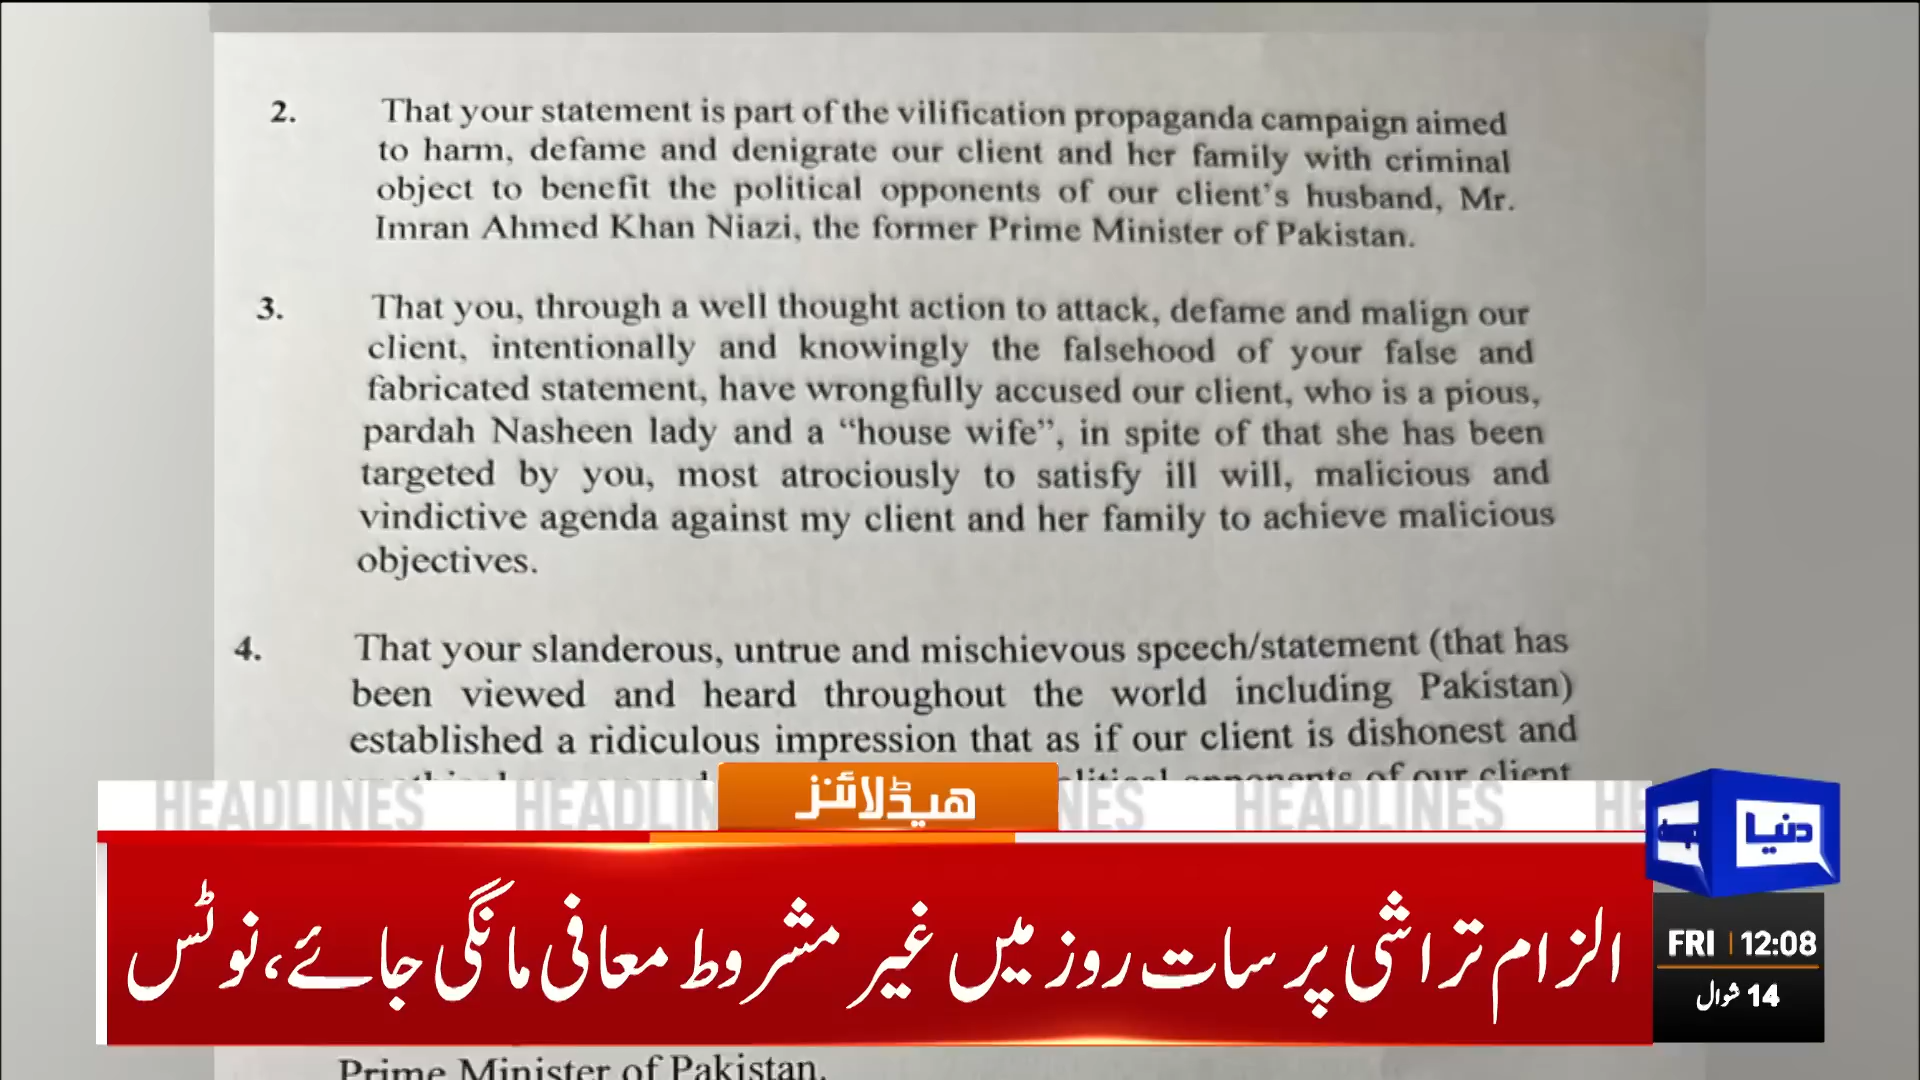 2. That your statement is part of the vilification propaganda campaign aimed
to harm, defame and denigrate our client and her family with criminal
object to benefit the political opponents of our client's husband, Mr.
Imran Ahmed Khan Niazi, the former Prime Minister of Pakistan.
3. That you, through a well thought action to attack, defame and malign our
client, intentionally and knowingly the falsehood of your false and
fabricated statement, have wrongfully accused our client, who is a pious,
pardah Nasheen lady and a “house wife”, in spite of that she has been
targeted by you, most atrociously to satisfy ill will, malicious and
vindictive agenda against my client and her family to achieve malicious
objectives.
4. That your slanderous, untrue and mischievous speech/statement (that has
been viewed and heard throughout the world including Pakistan)
established a ridiculous impression that as if our client is dishonest and
opponents of our client
HEADLINES HEADLIN NES HEADLINES HE
ہیڈلائنز
دنیا
الزام تراشی پر سات روز میں غیر مشروط معافی مانگی جائے، نوٹس
FRI 12:08
14 شوال
Prime Minister of Pakistan.